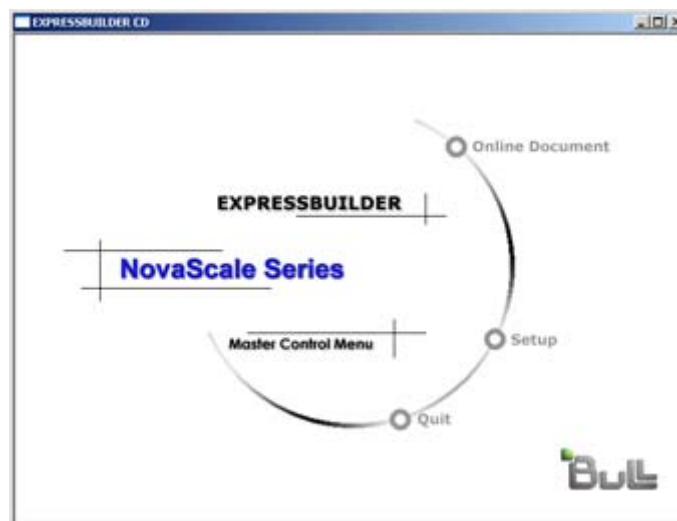 EXPRESSBUILDER CD
Online Document
EXPRESSBUILDER
NovaScale Series
Master Control Menu
Setup
Quit
Bull